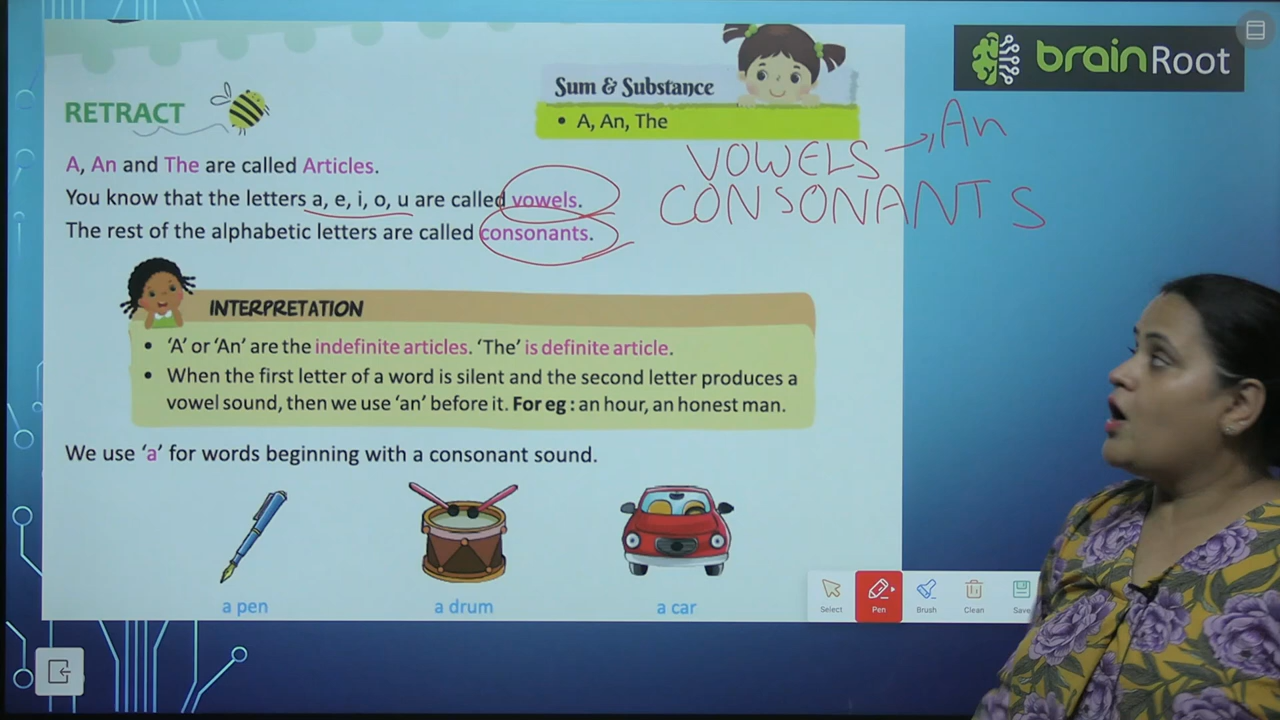 brainRoot
Sum & Substance
• A, An, The
RETRACT
An
VOWELS
CONSONANTS
A, An and The are called Articles.
You know that the letters a, e, i, o, u are called vowels.
The rest of the alphabetic letters are called consonants.
INTERPRETATION
• 'A' or 'An' are the indefinite articles. 'The' is definite article.
• When the first letter of a word is silent and the second letter produces a
vowel sound, then we use 'an' before it. For eg : an hour, an honest man.
We use 'a' for words beginning with a consonant sound.
a pen
a drum
a car
Select
Pen
Brush
Clean
Save